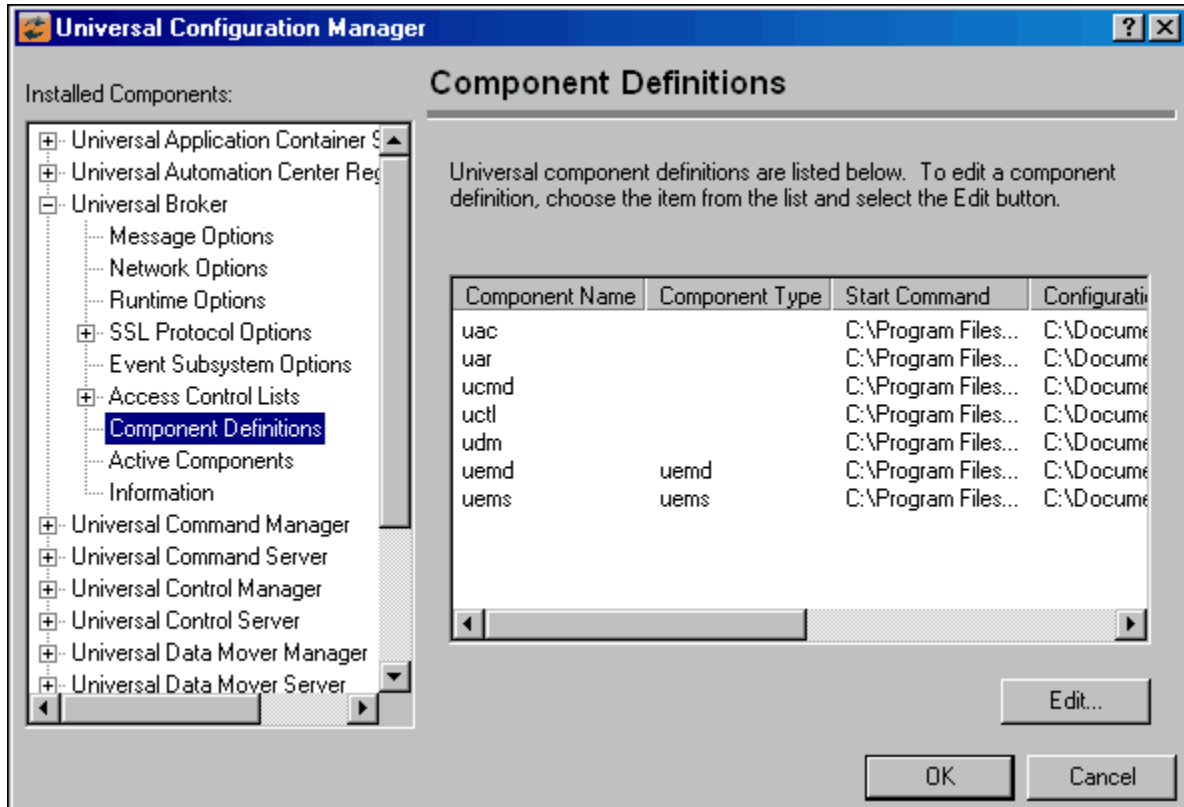 Universal Configuration Manager
Installed Components:
Universal Application Container
Universal Automation Center Reg
Universal Broker
Message Options
Network Options
Runtime Options
SSL Protocol Options
Event Subsystem Options
Access Control Lists
Component Definitions
Active Components
Information
Universal Command Manager
Universal Command Server
Universal Control Manager
Universal Control Server
Universal Data Mover Manager
Universal Data Mover Server
Component Definitions
Universal component definitions are listed below. To edit a component
definition, choose the item from the list and select the Edit button.
Component Name Component Type Start Command Configurati
uac C:\Program Files... C:\Docume
uar C:\Program Files... C:\Docume
ucmd C:\Program Files... C:\Docume
uctl C:\Program Files... C:\Docume
udm C:\Program Files... C:\Docume
uemd uemd C:\Program Files... C:\Docume
uems uems C:\Program Files... C:\Docume
Edit...
OK Cancel